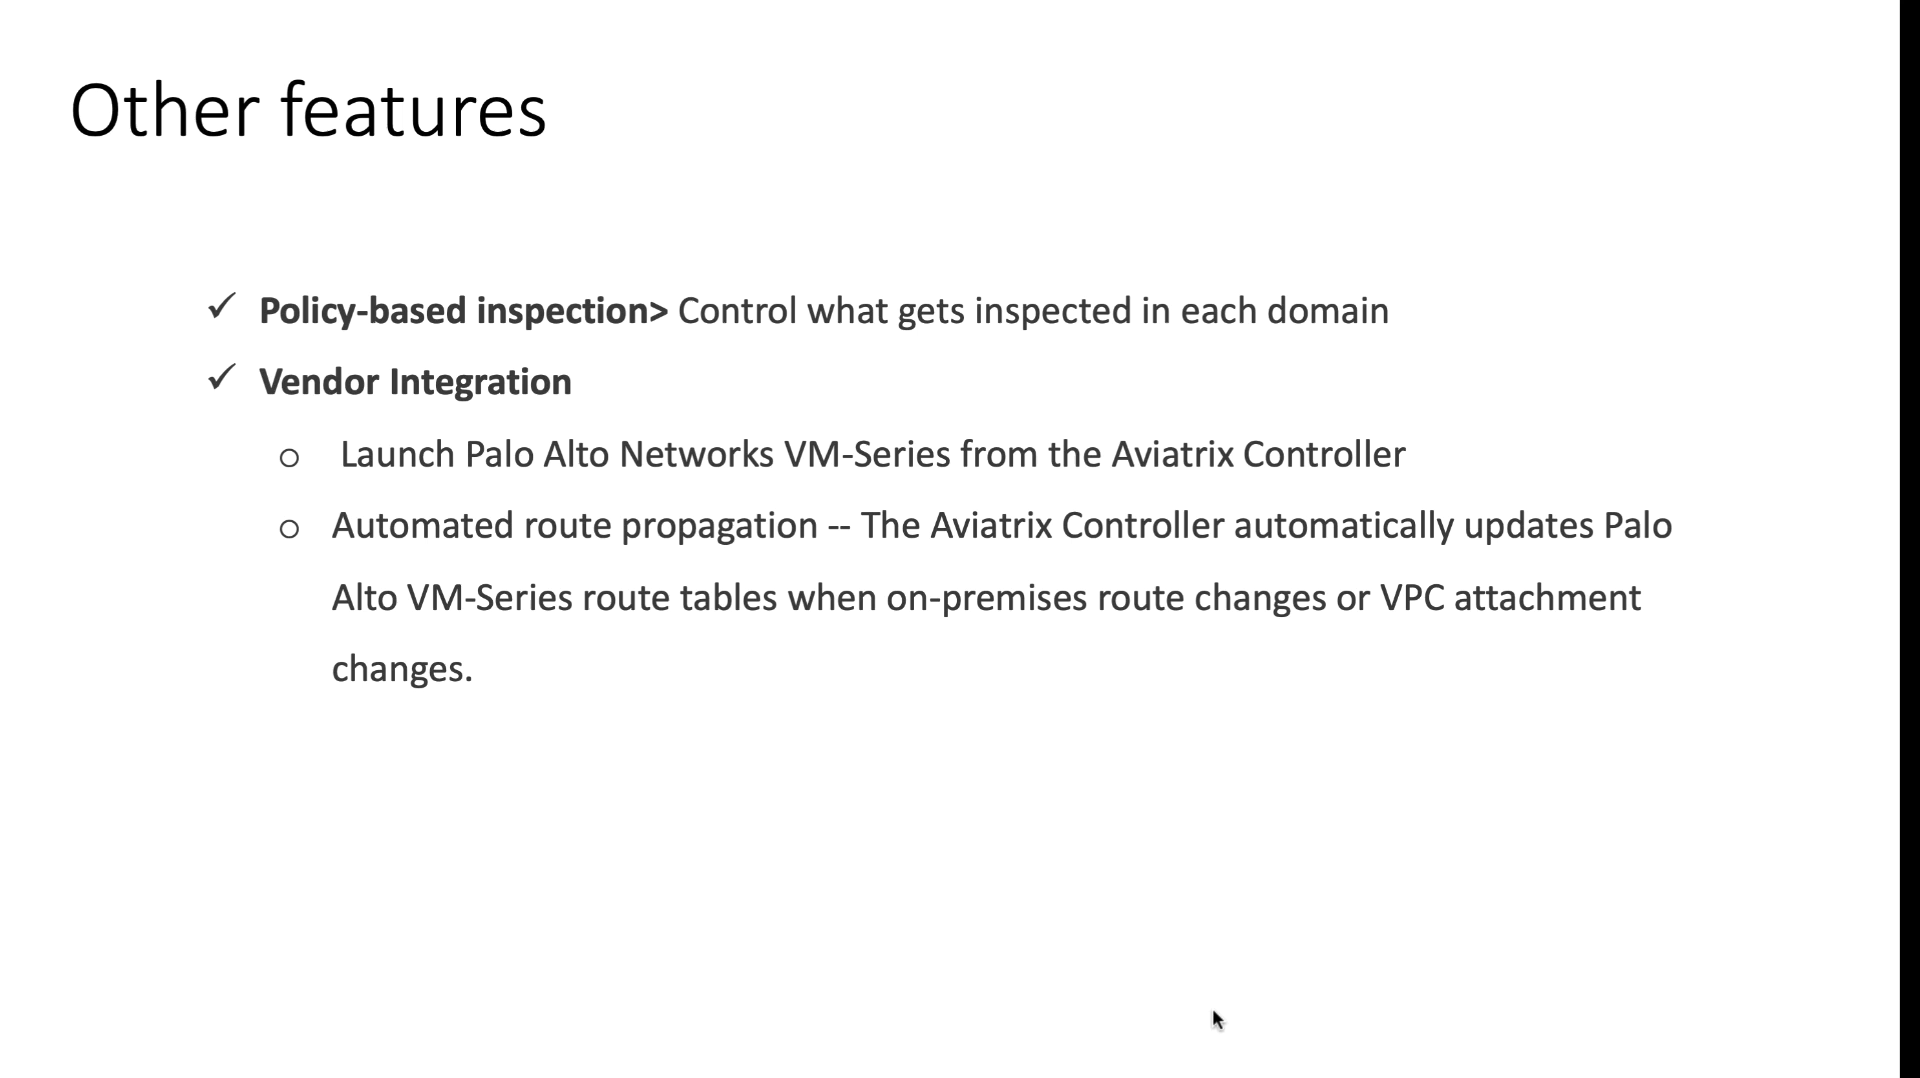 Other features
✓ Policy-based inspection> Control what gets inspected in each domain
✓ Vendor Integration
o Launch Palo Alto Networks VM-Series from the Aviatrix Controller
o Automated route propagation -- The Aviatrix Controller automatically updates Palo
Alto VM-Series route tables when on-premises route changes or VPC attachment
changes.